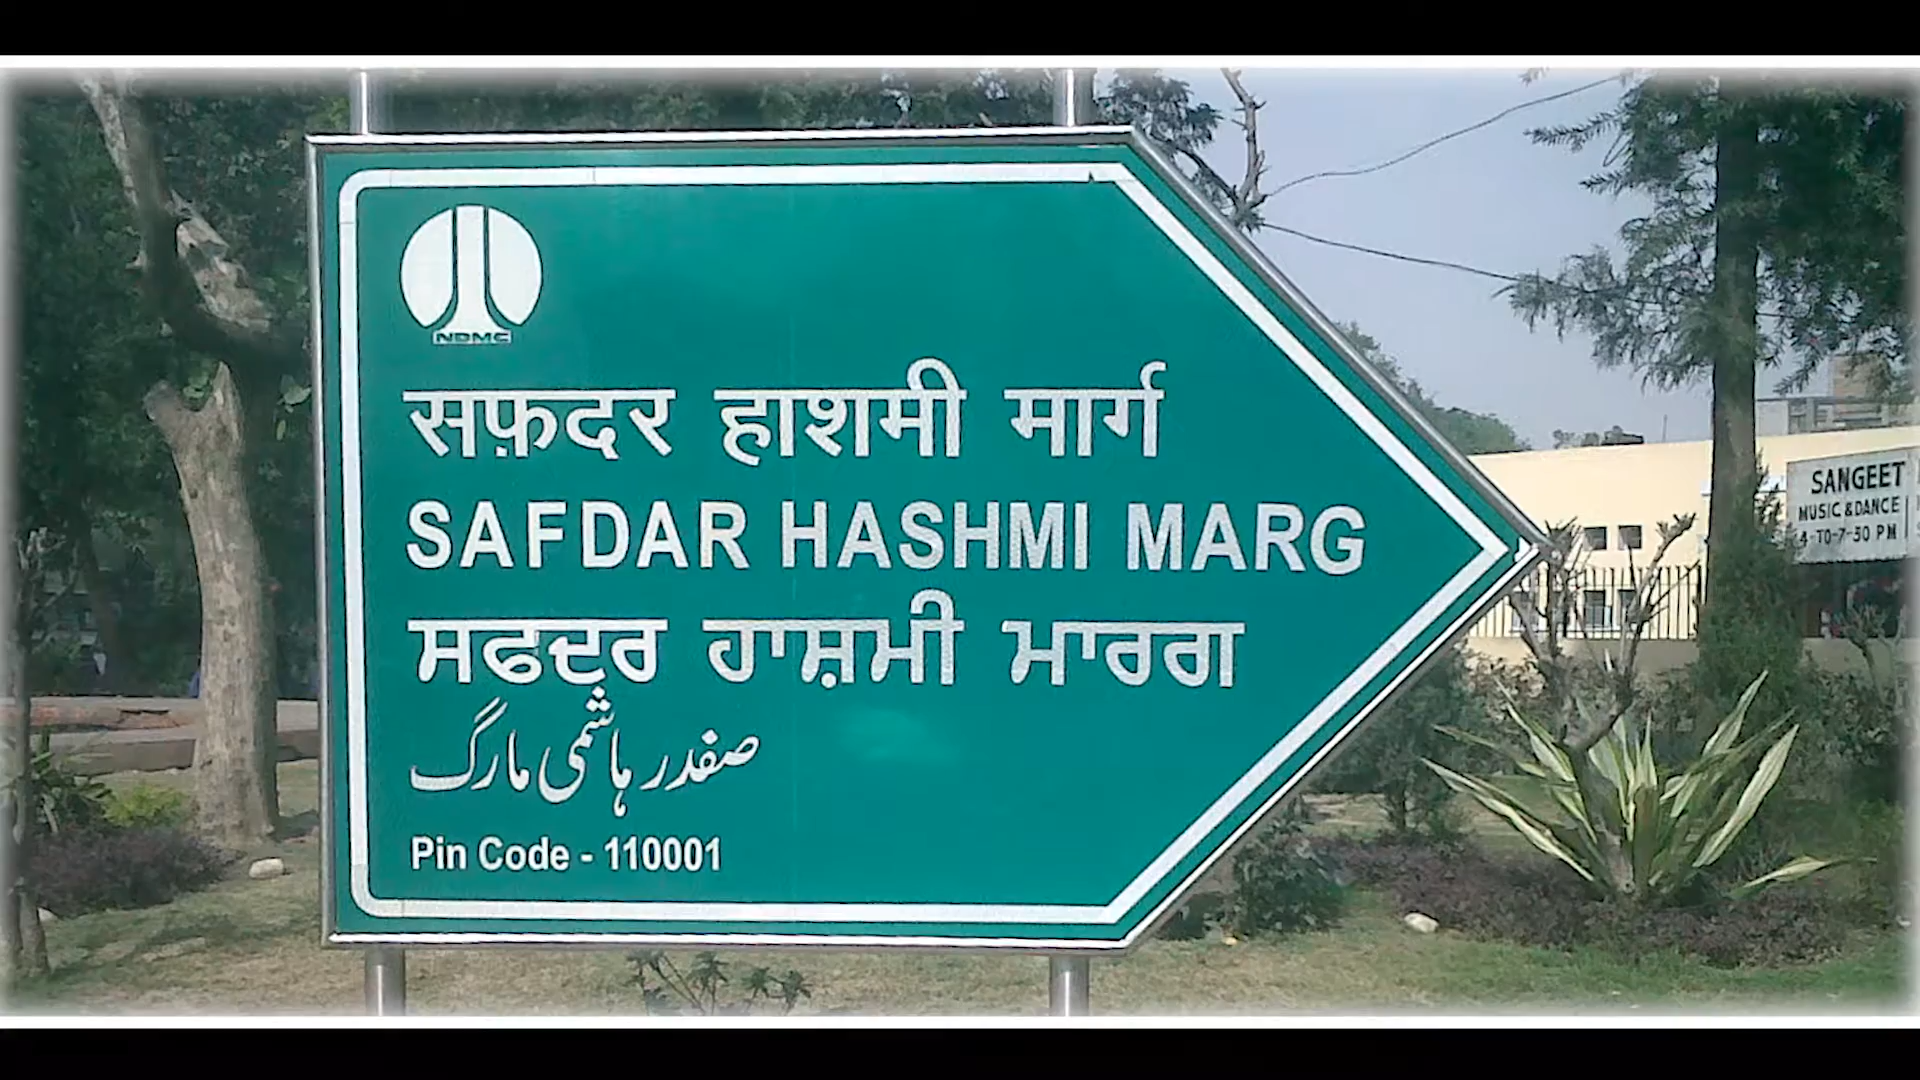 NDMC
सफ़दर हाशमी मार्ग
SAFDAR HASHMI MARG
ਸਫਦਰ ਹਾਸ਼ਮੀ ਮਾਰਗ
صفدر ہاشمی مارگ
Pin Code - 110001
SANGEET
MUSIC & DANCE
4-TO-7-30 PM